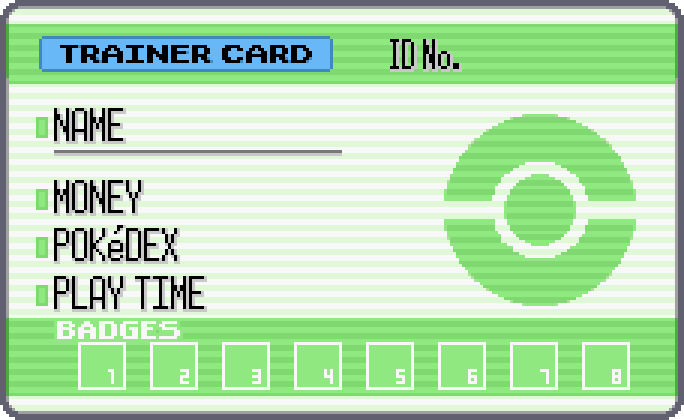 TRAINER CARD ID No.
NAME
MONEY
POKéDEX
PLAY TIME
BADGES
1 2 3 4 5 6 7 8